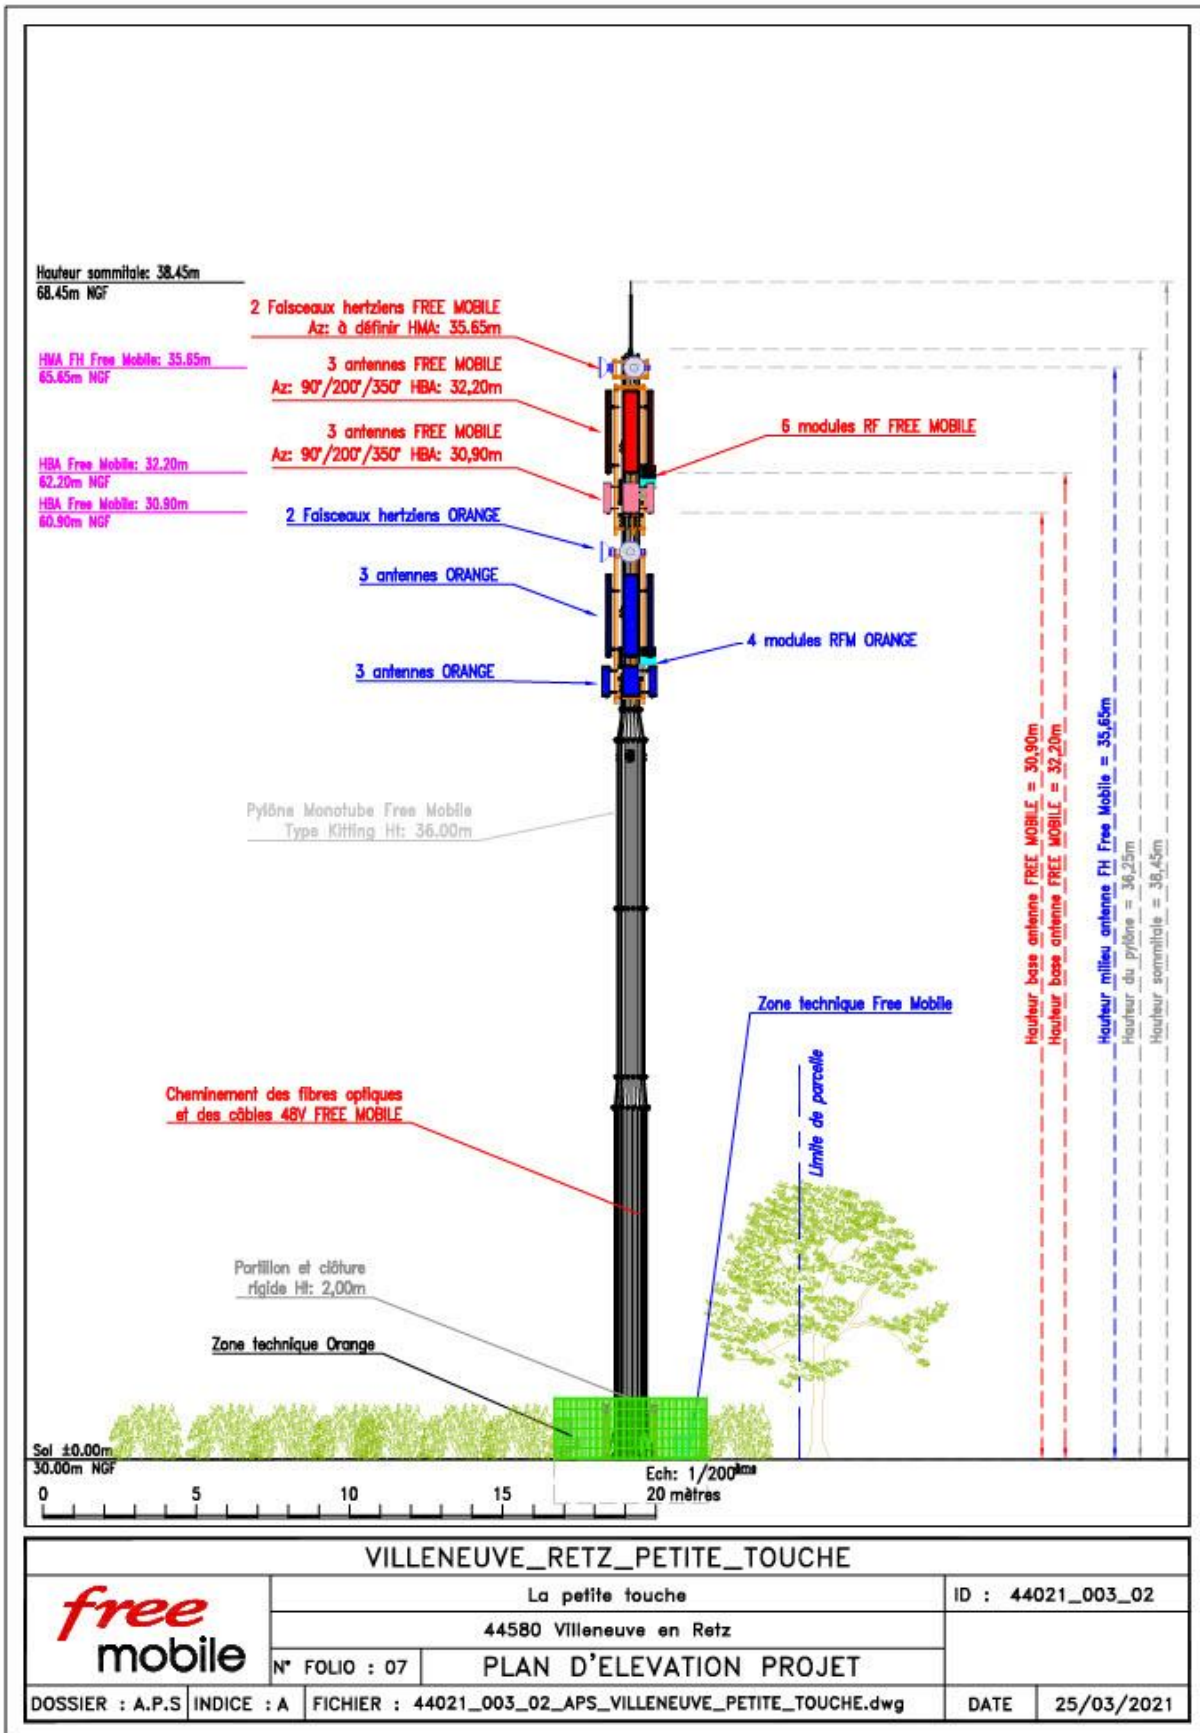 Hauteur sommitale: 38.45m
68.45m NGF
2 Faisceaux hertziens FREE MOBILE
Az: à définir HMA: 35.65m
HMA FH Free Mobile: 35.65m
65.65m NGF
3 antennes FREE MOBILE
Az: 90°/200°/350° HBA: 32,20m
3 antennes FREE MOBILE
Az: 90°/200°/350° HBA: 30,90m
6 modules RF FREE MOBILE
HBA Free Mobile: 32.20m
62.20m NGF
HBA Free Mobile: 30.90m
60.90m NGF
2 Faisceaux hertziens ORANGE
3 antennes ORANGE
4 modules RFM ORANGE
3 antennes ORANGE
Pylône Monotube Free Mobile
Type Kitting Ht: 36.00m
Hauteur base antenne FREE MOBILE = 30,90m
Hauteur base antenne FREE MOBILE = 32,20m
Hauteur milieu antenne FH Free Mobile = 35,65m
Hauteur du pylône = 36,25m
Hauteur sommitale = 38,45m
Zone technique Free Mobile
Limite de parcelle
Cheminement des fibres optiques
et des câbles 48V FREE MOBILE
Portillon et clôture
rigide Ht: 2,00m
Zone technique Orange
Sol ±0.00m
30.00m NGF
Ech: 1/200ème
0 5 10 15 20 mètres
VILLENEUVE_RETZ_PETITE_TOUCHE
free
mobile
La petite touche
ID : 44021_003_02
44580 Villeneuve en Retz
N° FOLIO : 07
PLAN D'ELEVATION PROJET
DOSSIER : A.P.S
INDICE : A
FICHIER : 44021_003_02_APS_VILLENEUVE_PETITE_TOUCHE.dwg
DATE
25/03/2021